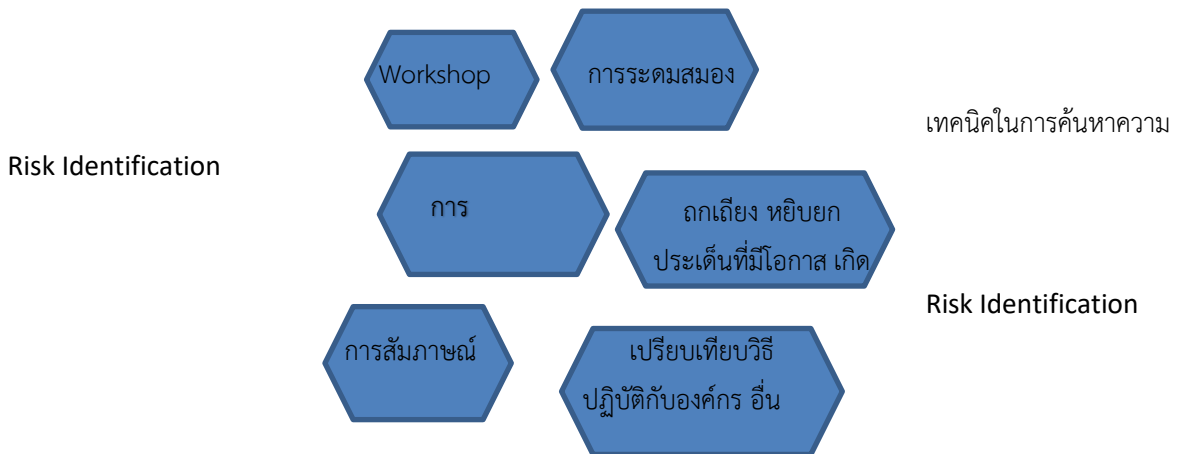 Workshop
การระดมสมอง
เทคนิคในการค้นหาความ
Risk Identification
การ
ถกเถียง หยิบยก
ประเด็นที่มีโอกาส เกิด
Risk Identification
การสัมภาษณ์
เปรียบเทียบวิธี
ปฏิบัติกับองค์กร อื่น